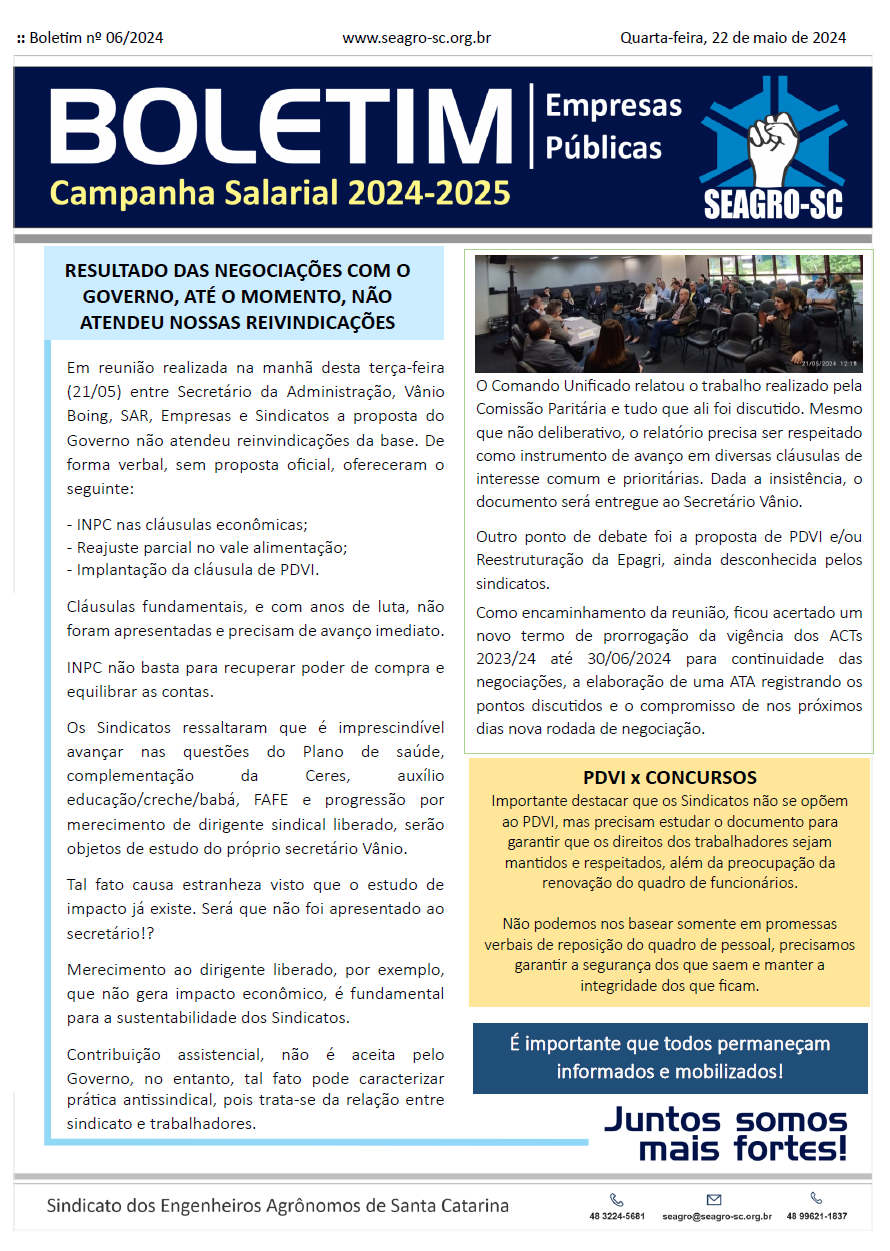 :: Boletim nº 06/2024
www.seagro-sc.org.br
Quarta-feira, 22 de maio de 2024
BOLETIM
Empresas
Públicas
Campanha Salarial 2024-2025
SEAGRO-SC
RESULTADO DAS NEGOCIAÇÕES COM O
GOVERNO, ATÉ O MOMENTO, NÃO
ATENDEU NOSSAS REIVINDICAÇÕES
Em reunião realizada na manhã desta terça-feira
(21/05) entre Secretário da Administração, Vânio
Boing, SAR, Empresas e Sindicatos a proposta do
Governo não atendeu reinvindicações da base. De
forma verbal, sem proposta oficial, ofereceram o
seguinte:
- INPC nas cláusulas econômicas;
- Reajuste parcial no vale alimentação;
- Implantação da cláusula de PDVI.
Cláusulas fundamentais, e com anos de luta, não
foram apresentadas e precisam de avanço imediato.
INPC não basta para recuperar poder de compra e
equilibrar as contas.
Os Sindicatos ressaltaram que é imprescindível
avançar nas questões do Plano de saúde,
complementação da Ceres, auxílio
educação/creche/babá, FAFE e progressão por
merecimento de dirigente sindical liberado, serão
objetos de estudo do próprio secretário Vânio.
Tal fato causa estranheza visto que o estudo de
impacto já existe. Será que não foi apresentado ao
secretário!?
Merecimento ao dirigente liberado, por exemplo,
que não gera impacto econômico, é fundamental
para a sustentabilidade dos Sindicatos.
Contribuição assistencial, não é aceita pelo
Governo, no entanto, tal fato pode caracterizar
prática antissindical, pois trata-se da relação entre
sindicato e trabalhadores.
21/05/2024 12:15
O Comando Unificado relatou o trabalho realizado pela
Comissão Paritária e tudo que ali foi discutido. Mesmo
que não deliberativo, o relatório precisa ser respeitado
como instrumento de avanço em diversas cláusulas de
interesse comum e prioritárias. Dada a insistência, o
documento será entregue ao Secretário Vânio.
Outro ponto de debate foi a proposta de PDVI e/ou
Reestruturação da Epagri, ainda desconhecida pelos
sindicatos.
Como encaminhamento da reunião, ficou acertado um
novo termo de prorrogação da vigência dos ACTs
2023/24 até 30/06/2024 para continuidade das
negociações, a elaboração de uma ATA registrando os
pontos discutidos e o compromisso de nos próximos
dias nova rodada de negociação.
PDVI x CONCURSOS
Importante destacar que os Sindicatos não se opõem
ao PDVI, mas precisam estudar o documento para
garantir que os direitos dos trabalhadores sejam
mantidos e respeitados, além da preocupação da
renovação do quadro de funcionários.
Não podemos nos basear somente em promessas
verbais de reposição do quadro de pessoal, precisamos
garantir a segurança dos que saem e manter a
integridade dos que ficam.
É importante que todos permaneçam
informados e mobilizados!
Juntos somos
mais fortes!
Sindicato dos Engenheiros Agrônomos de Santa Catarina
48 3224-5681
seagro@seagro-sc.org.br
48 99621-1837